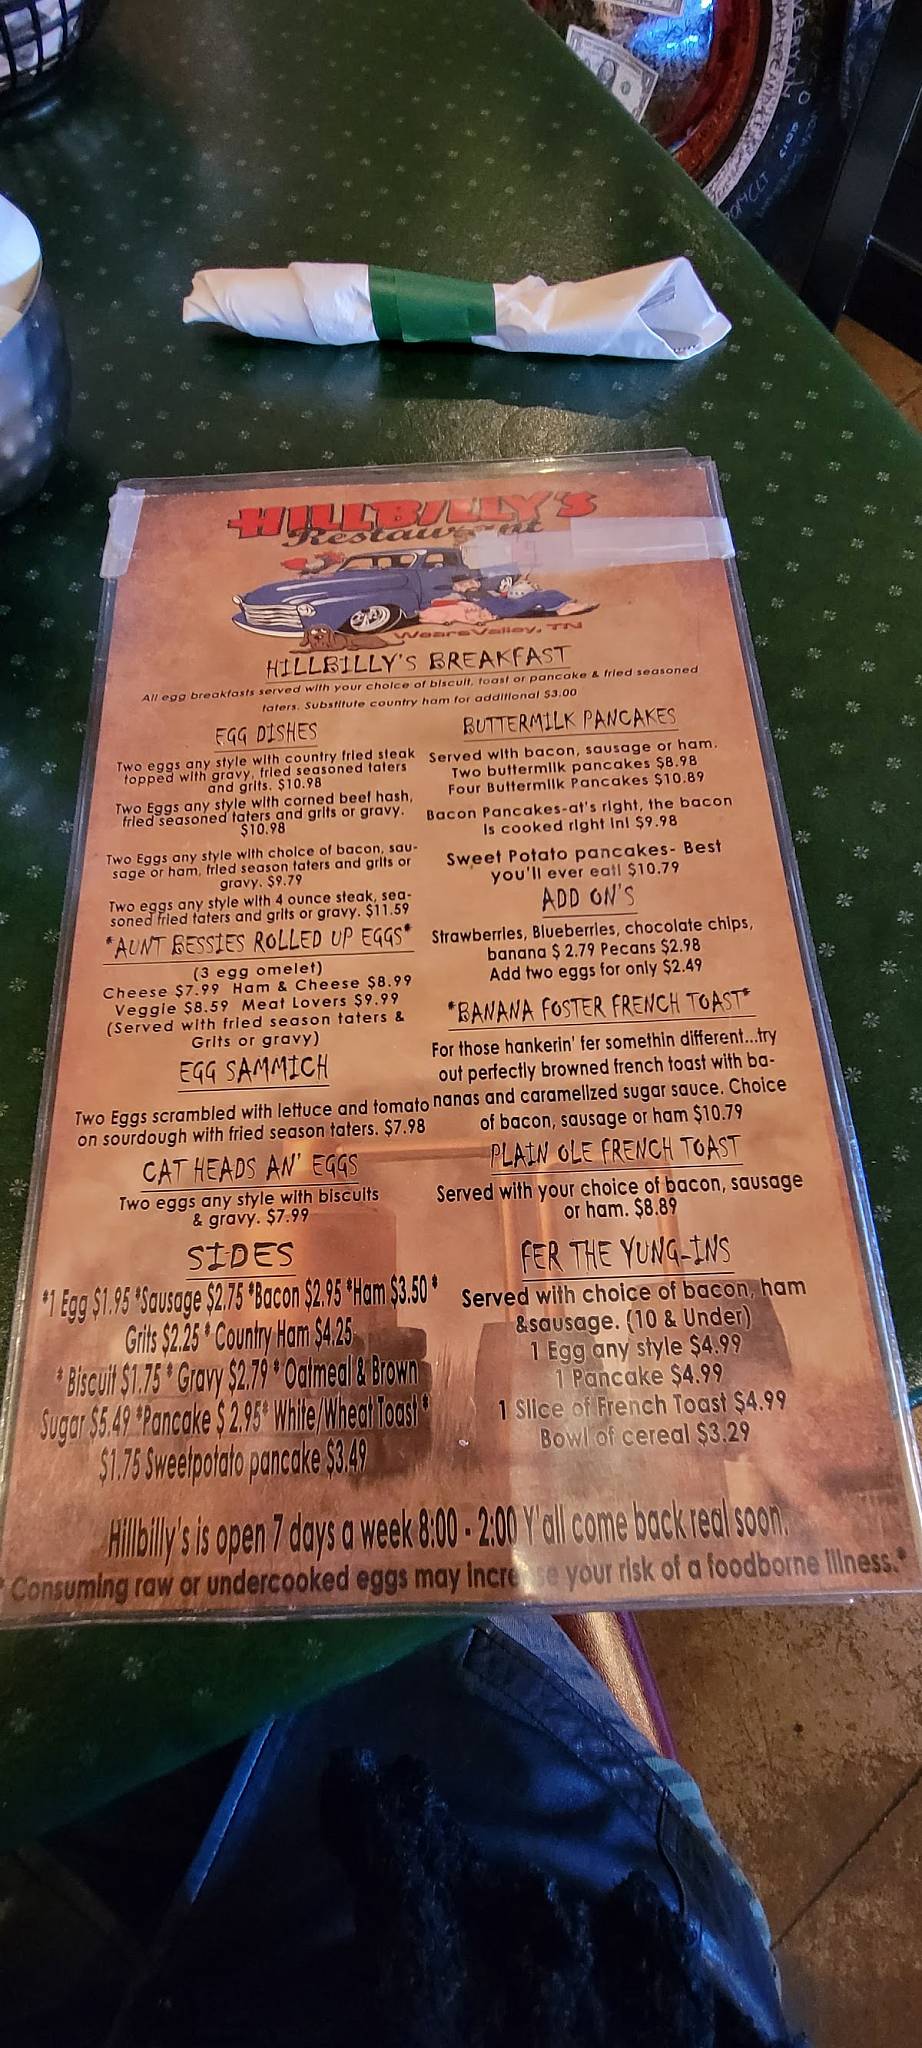 HILLBILLY'S
Restaurant
WearsValley, TN
HILLBILLY'S BREAKFAST
All egg breakfasts served with your choice of biscuit, toast or pancake & fried seasoned
taters. Substitute country ham for additional $3.00
EGG DISHES
Two eggs any style with country fried steak
topped with gravy, fried seasoned taters
and grits. $10.98
Two Eggs any style with corned beef hash,
fried seasoned taters and grits or gravy.
$10.98
Two Eggs any style with choice of bacon, sau-
sage or ham, fried season taters and grits or
gravy. $9.79
Two eggs any style with 4 ounce steak, sea-
soned fried taters and grits or gravy. $11.59
*AUNT BESSIES ROLLED UP EGGS*
(3 egg omelet)
Cheese $7.99 Ham & Cheese $8.99
Veggie $8.59 Meat Lovers $9.99
(Served with fried season taters &
Grits or gravy)
EGG SAMMICH
Two Eggs scrambled with lettuce and tomato
on sourdough with fried season taters. $7.98
CAT HEADS AN' EGGS
Two eggs any style with biscuits
& gravy. $7.99
SIDES
*1 Egg $1.95 *Sausage $2.75 *Bacon $2.95 *Ham $3.50 *
Grits $2.25 * Country Ham $4.25
* Biscuit $1.75 * Gravy $2.79 * Oatmeal & Brown
Sugar $5.49 *Pancake $ 2.95* White/Wheat Toast *
$1.75 Sweetpotato pancake $3.49
BUTTERMILK PANCAKES
Served with bacon, sausage or ham.
Two buttermilk pancakes $8.98
Four Buttermilk Pancakes $10.89
Bacon Pancakes-at's right, the bacon
is cooked right in! $9.98
Sweet Potato pancakes- Best
you'll ever eat! $10.79
ADD ON'S
Strawberries, Blueberries, chocolate chips,
banana $ 2.79 Pecans $2.98
Add two eggs for only $2.49
*BANANA FOSTER FRENCH TOAST*
For those hankerin' fer somethin different...try
out perfectly browned french toast with ba-
nanas and caramelized sugar sauce. Choice
of bacon, sausage or ham $10.79
PLAIN OLE FRENCH TOAST
Served with your choice of bacon, sausage
or ham. $8.89
FER THE YUNG-INS
Served with choice of bacon, ham
&sausage. (10 & Under)
1 Egg any style $4.99
1 Pancake $4.99
1 Slice of French Toast $4.99
Bowl of cereal $3.29
Hillbilly's is open 7 days a week 8:00 - 2:00 Y'all come back real soon.
* Consuming raw or undercooked eggs may increase your risk of a foodborne illness.*